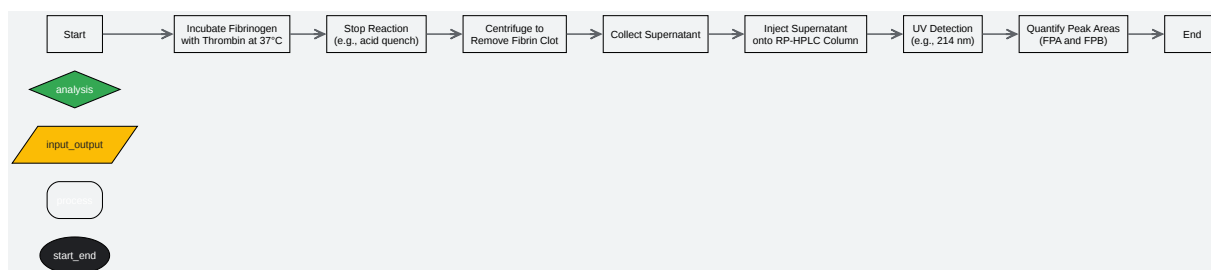 Start
Incubate Fibrinogen
with Thrombin at 37°C
Stop Reaction
(e.g., acid quench)
Centrifuge to
Remove Fibrin Clot
Collect Supernatant
Inject Supernatant
onto RP-HPLC Column
UV Detection
(e.g., 214 nm)
Quantify Peak Areas
(FPA and FPB)
End
analysis
input_output
process
start_end